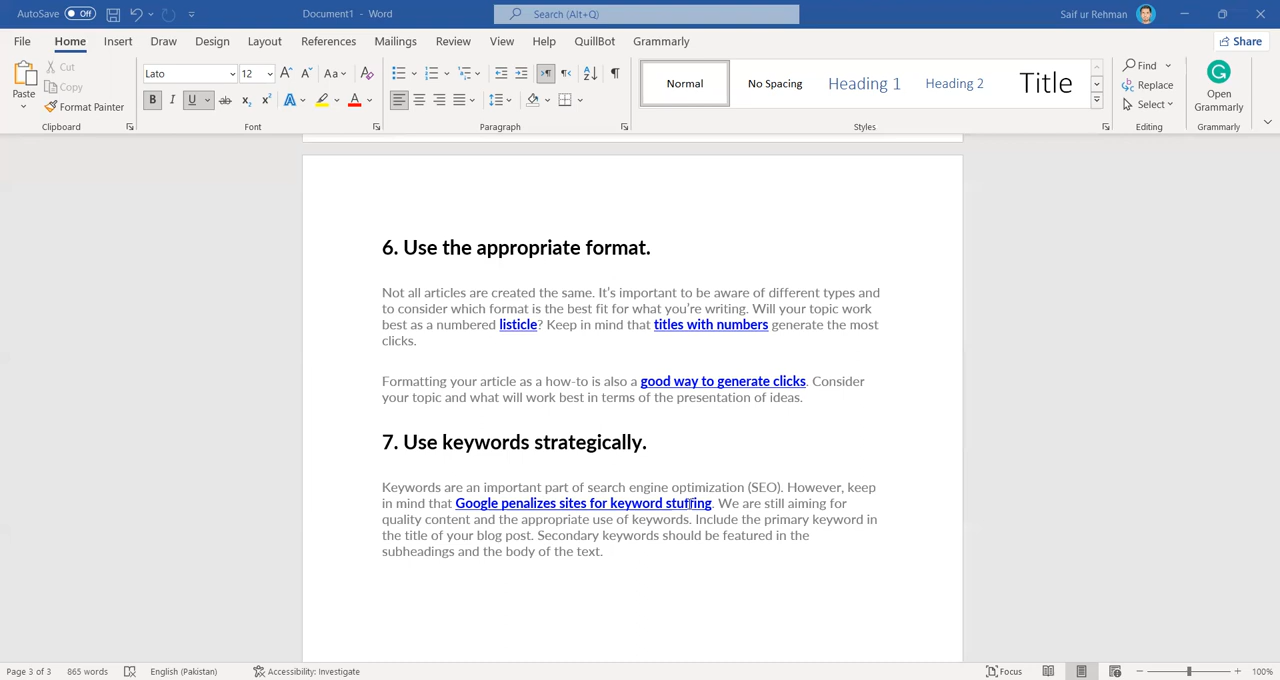 AutoSave Off Document1 - Word Search (Alt+Q) Saif ur Rehman
File Home Insert Draw Design Layout References Mailings Review View Help QuillBot Grammarly Share
Paste Cut Copy Format Painter
Lato 12 A A Aa A
B I U ab x₂ x² A A
Normal No Spacing Heading 1 Heading 2 Title
Find Replace Select
Open Grammarly
Clipboard Font Paragraph Styles Editing Grammarly
6. Use the appropriate format.
Not all articles are created the same. It's important to be aware of different types and
to consider which format is the best fit for what you're writing. Will your topic work
best as a numbered listicle? Keep in mind that titles with numbers generate the most
clicks.
Formatting your article as a how-to is also a good way to generate clicks. Consider
your topic and what will work best in terms of the presentation of ideas.
7. Use keywords strategically.
Keywords are an important part of search engine optimization (SEO). However, keep
in mind that Google penalizes sites for keyword stuffing. We are still aiming for
quality content and the appropriate use of keywords. Include the primary keyword in
the title of your blog post. Secondary keywords should be featured in the
subheadings and the body of the text.
Page 3 of 3 865 words English (Pakistan) Accessibility: Investigate Focus 100%